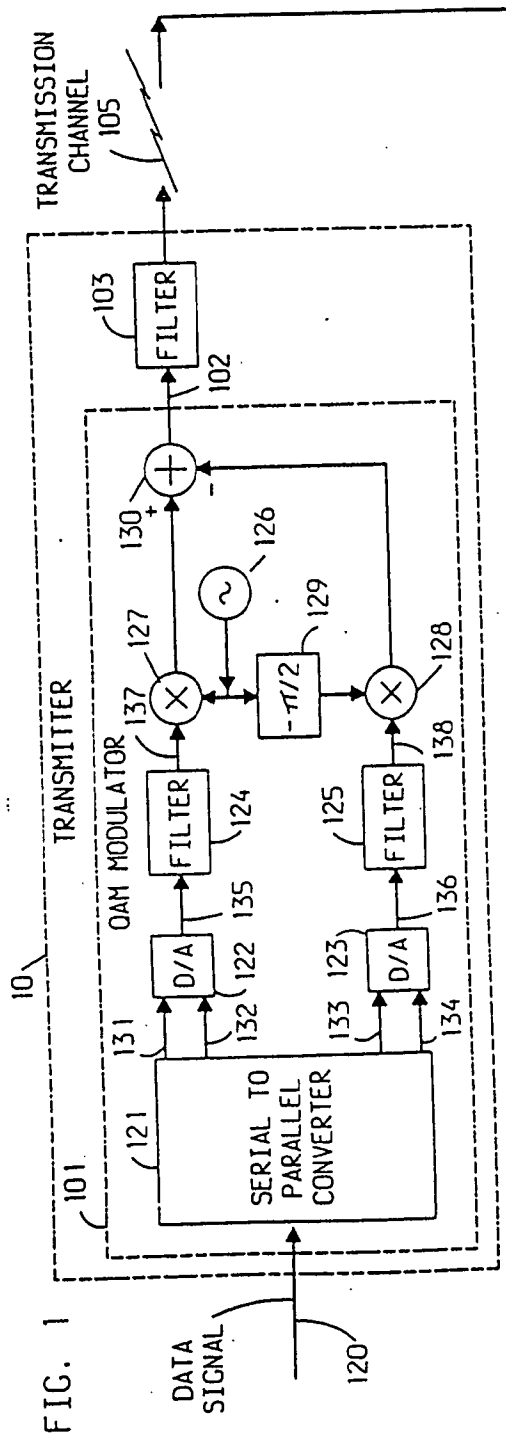 FIG. 1
10
TRANSMITTER
101
QAM MODULATOR
DATA
SIGNAL
120
121
SERIAL TO
PARALLEL
CONVERTER
131
132
133
134
D/A
122
123
D/A
135
136
FILTER
124
125
FILTER
137
138
127
×
126
~
129
-π/2
×
128
130
+
+
-
102
103
FILTER
TRANSMISSION
CHANNEL
105